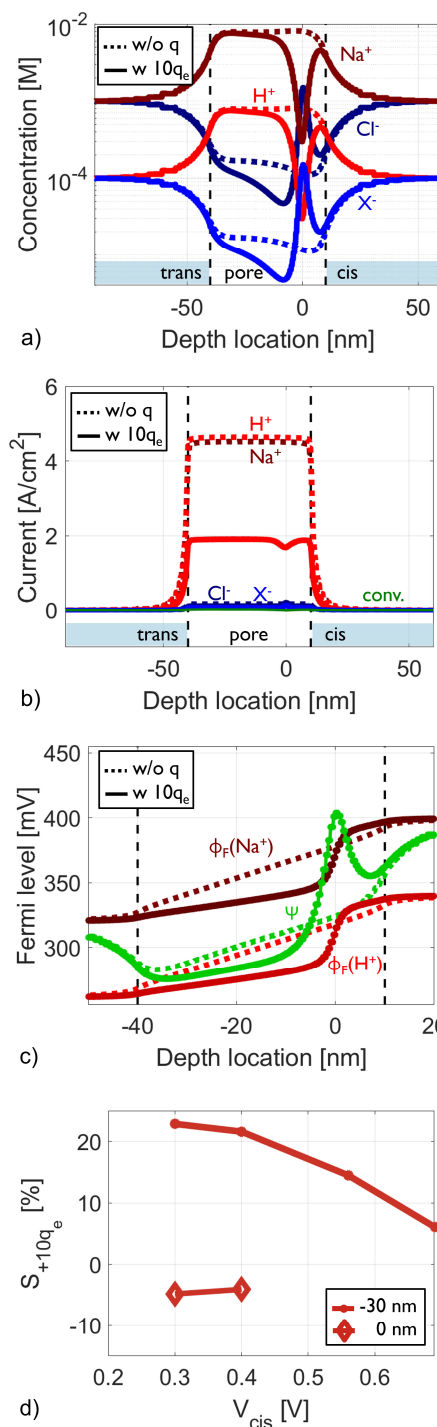 10⁻²
w/o q
w 10qₑ
Na⁺
H⁺
Cl⁻
10⁻⁴
X⁻
Concentration [M]
trans
pore
cis
-50
0
50
Depth location [nm]
a)
6
w/o q
w 10qₑ
H⁺
Na⁺
4
2
Current [A/cm²]
Cl⁻
X⁻
conv.
0
trans
pore
cis
-50
0
50
Depth location [nm]
b)
450
w/o q
w 10qₑ
400
ϕF(Na⁺)
350
Ψ
300
ϕF(H⁺)
Fermi level [mV]
-40
-20
0
20
Depth location [nm]
c)
20
10
0
-10
S+10qₑ [%]
-30 nm
0 nm
0.2
0.3
0.4
0.5
0.6
Vcis [V]
d)